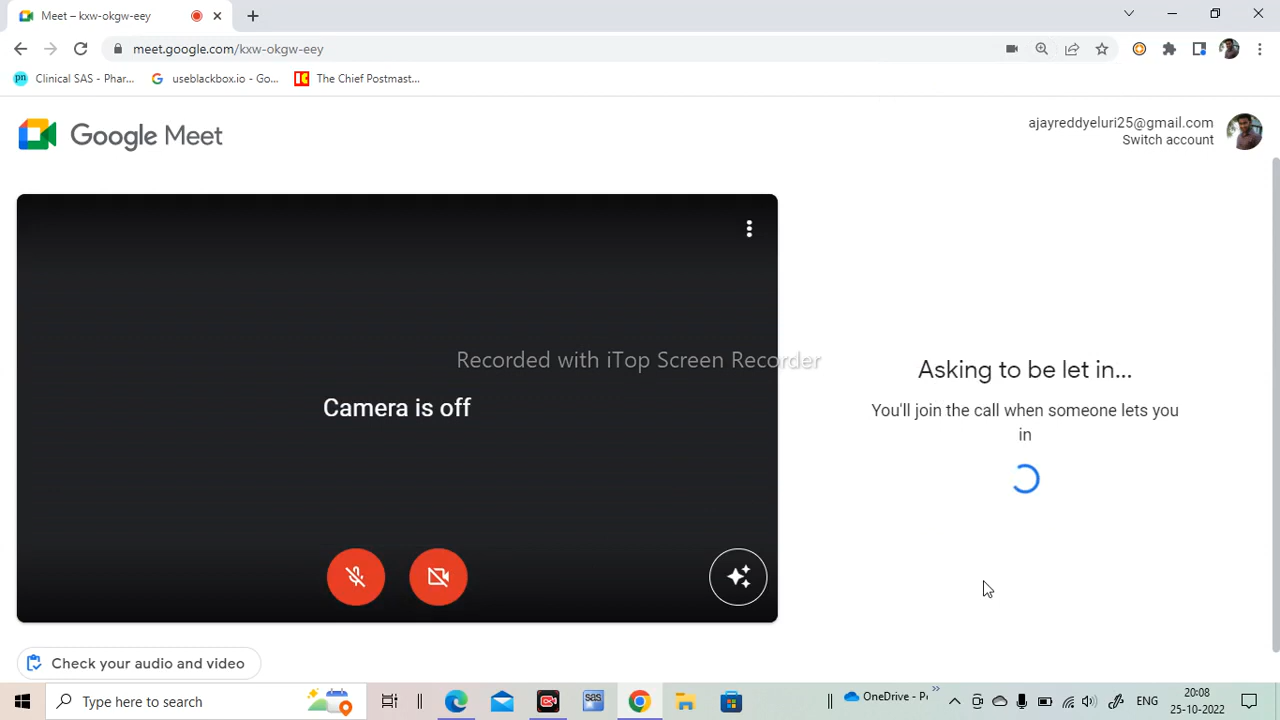 Meet – kxw-okgw-eey
meet.google.com/kxw-okgw-eey
pn Clinical SAS - Phar... useblackbox.io - Go... The Chief Postmast...
Google Meet
ajayreddyeluri25@gmail.com
Switch account
Recorded with iTop Screen Recorder
Camera is off
Asking to be let in...
You'll join the call when someone lets you
in
Check your audio and video
Type here to search
SAS
OneDrive - P
ENG
20:08
25-10-2022